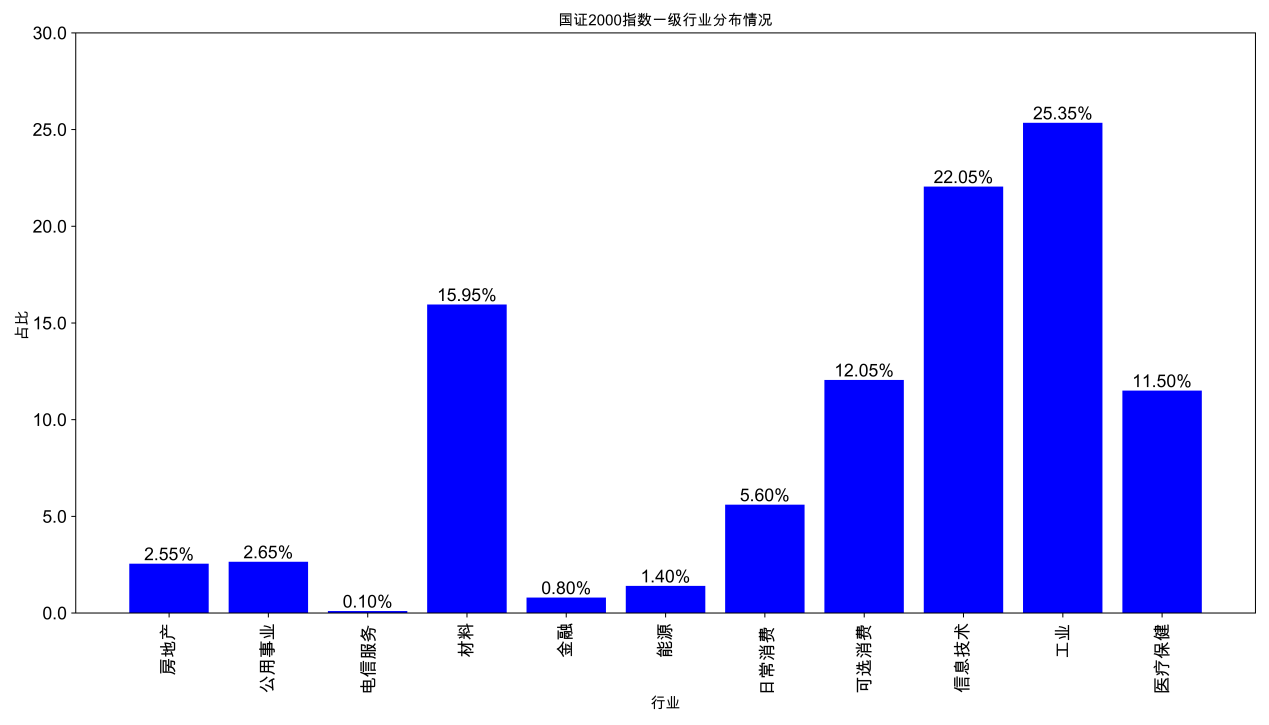 国证2000指数一级行业分布情况
占比
30.0
25.0
20.0
15.0
10.0
5.0
0.0
2.55%
2.65%
0.10%
15.95%
0.80%
1.40%
5.60%
12.05%
22.05%
25.35%
11.50%
房地产
公用事业
电信服务
材料
金融
能源
日常消费
可选消费
信息技术
工业
医疗保健
行业